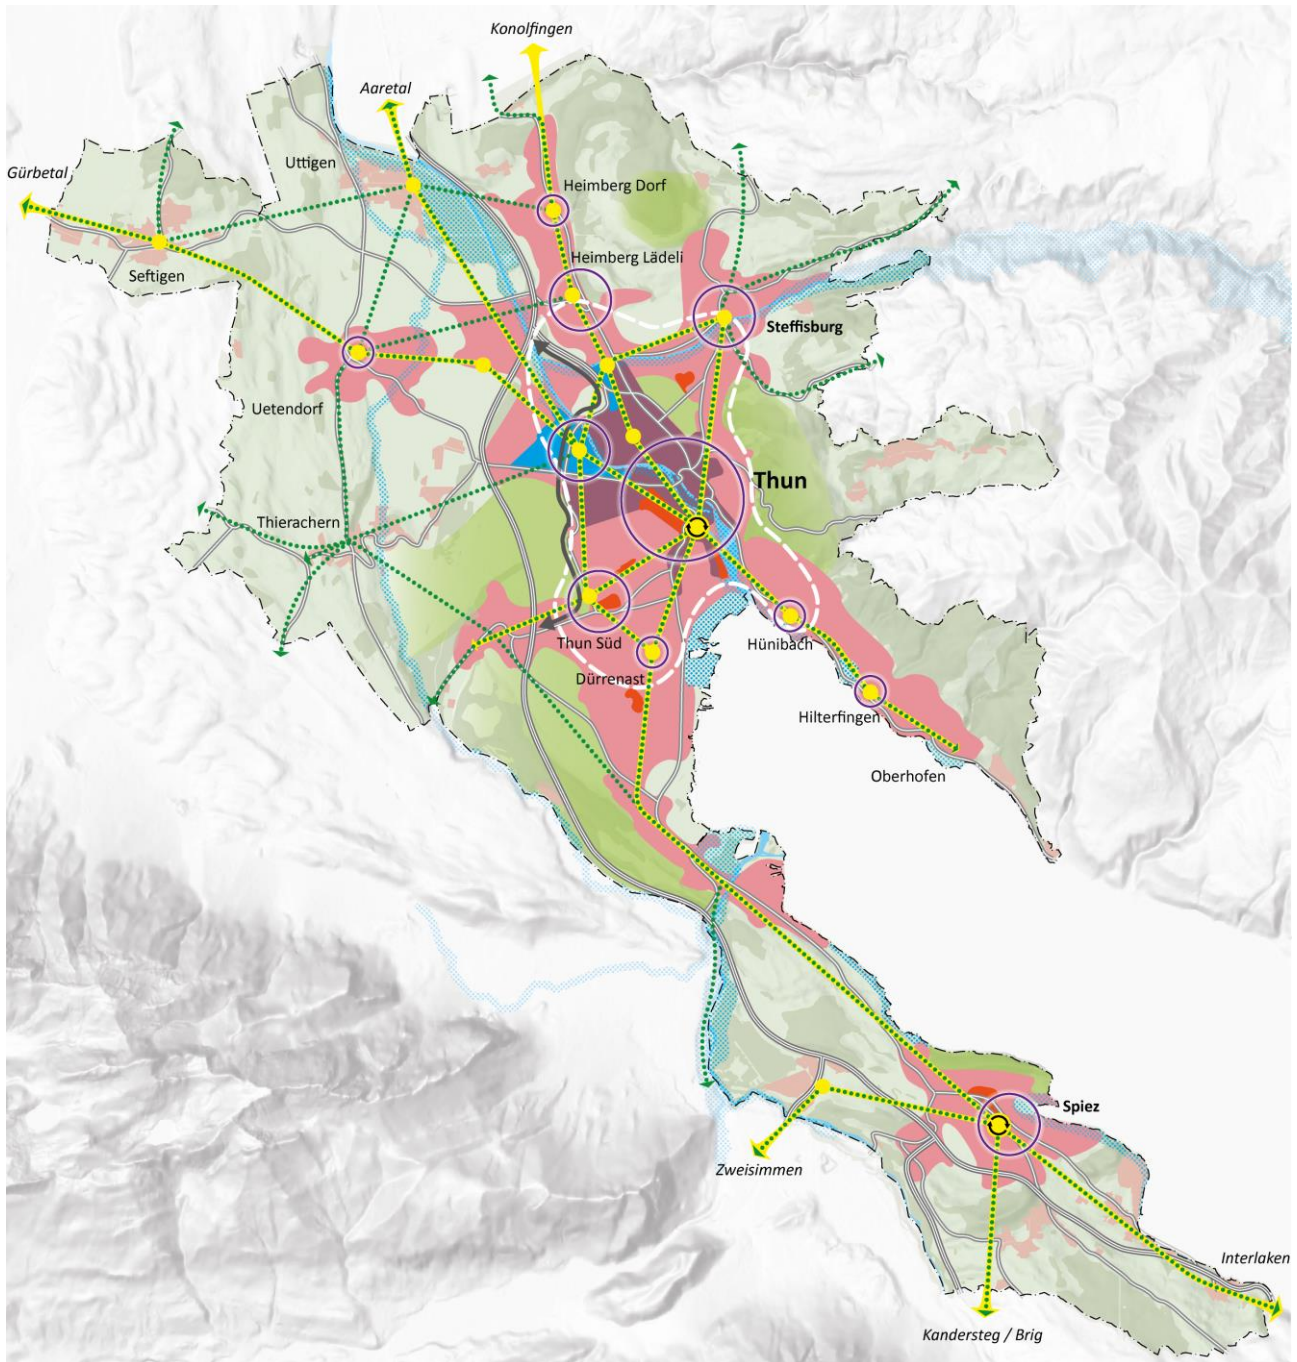 Konolfingen
Aaretal
Uttigen
Gürbetal
Heimberg Dorf
Heimberg Lädeli
Seftigen
Steffisburg
Uetendorf
Thun
Thierachern
Thun Süd
Hünibach
Dürrenast
Hilterfingen
Oberhofen
Spiez
Zweisimmen
Interlaken
Kandersteg / Brig